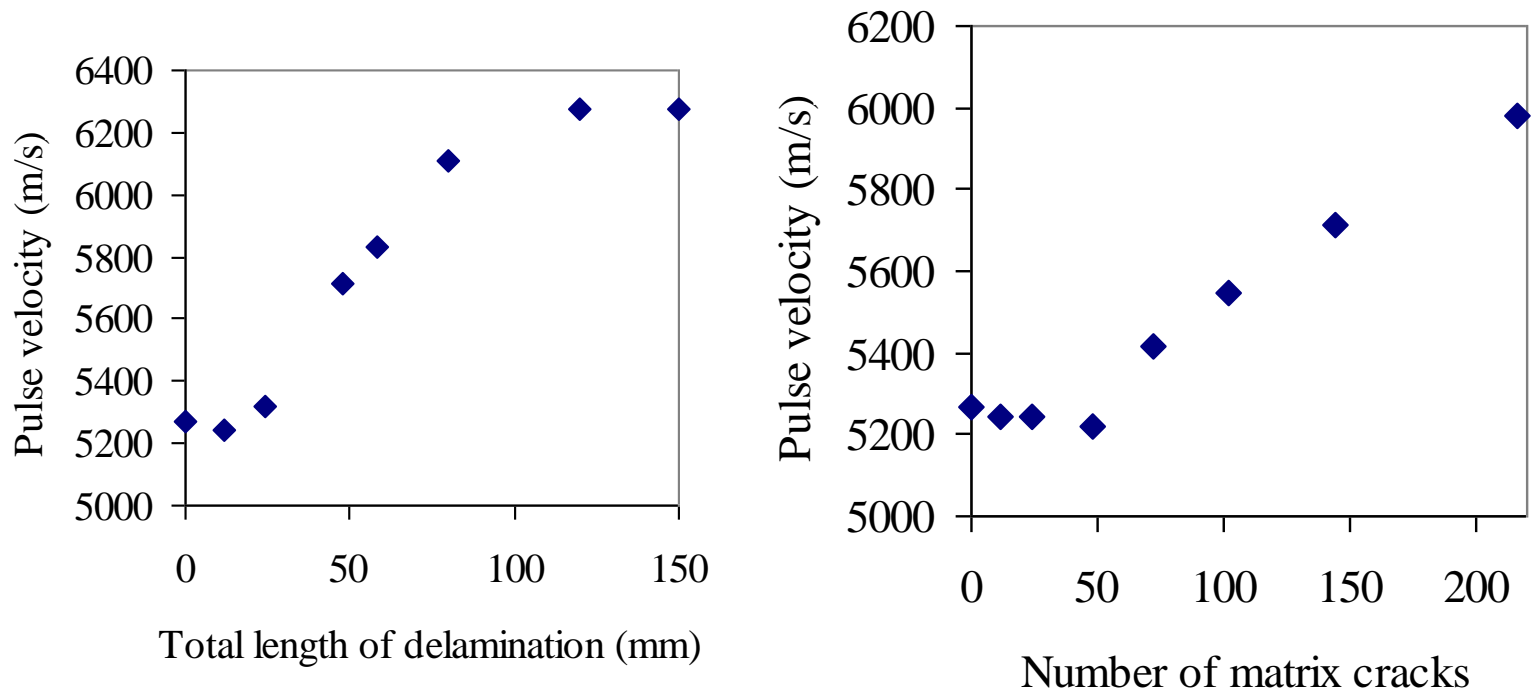 Pulse velocity (m/s)
6400
6200
6000
5800
5600
5400
5200
5000
0 50 100 150
Total length of delamination (mm)
Pulse velocity (m/s)
6200
6000
5800
5600
5400
5200
5000
0 50 100 150 200
Number of matrix cracks